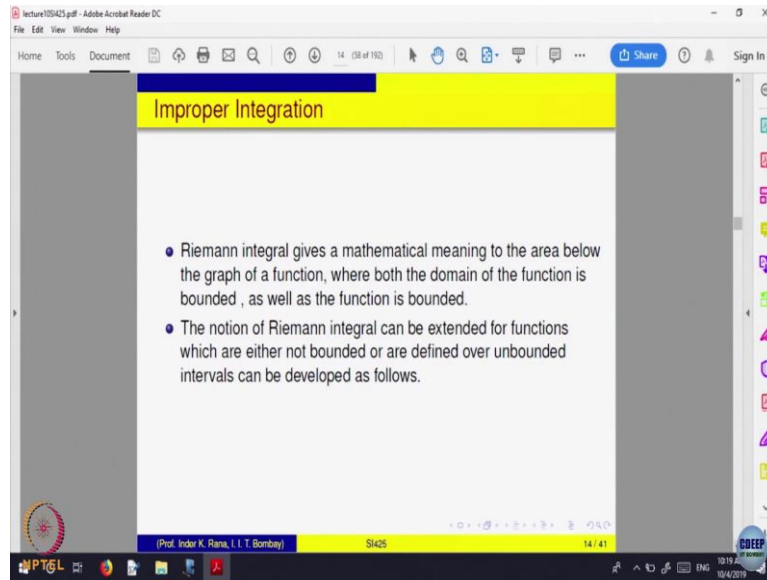 lecture10SI425.pdf - Adobe Acrobat Reader DC
File Edit View Window Help
Home Tools Document 14 (58 of 192) Share Sign In
Improper Integration
Riemann integral gives a mathematical meaning to the area below
the graph of a function, where both the domain of the function is
bounded , as well as the function is bounded.
The notion of Riemann integral can be extended for functions
which are either not bounded or are defined over unbounded
intervals can be developed as follows.
(Prof. Inder K. Rana, I. I. T. Bombay) SI425 14 / 41
NPTEL
CDEEP
IIT BOMBAY
ENG
10:19
10/4/2019